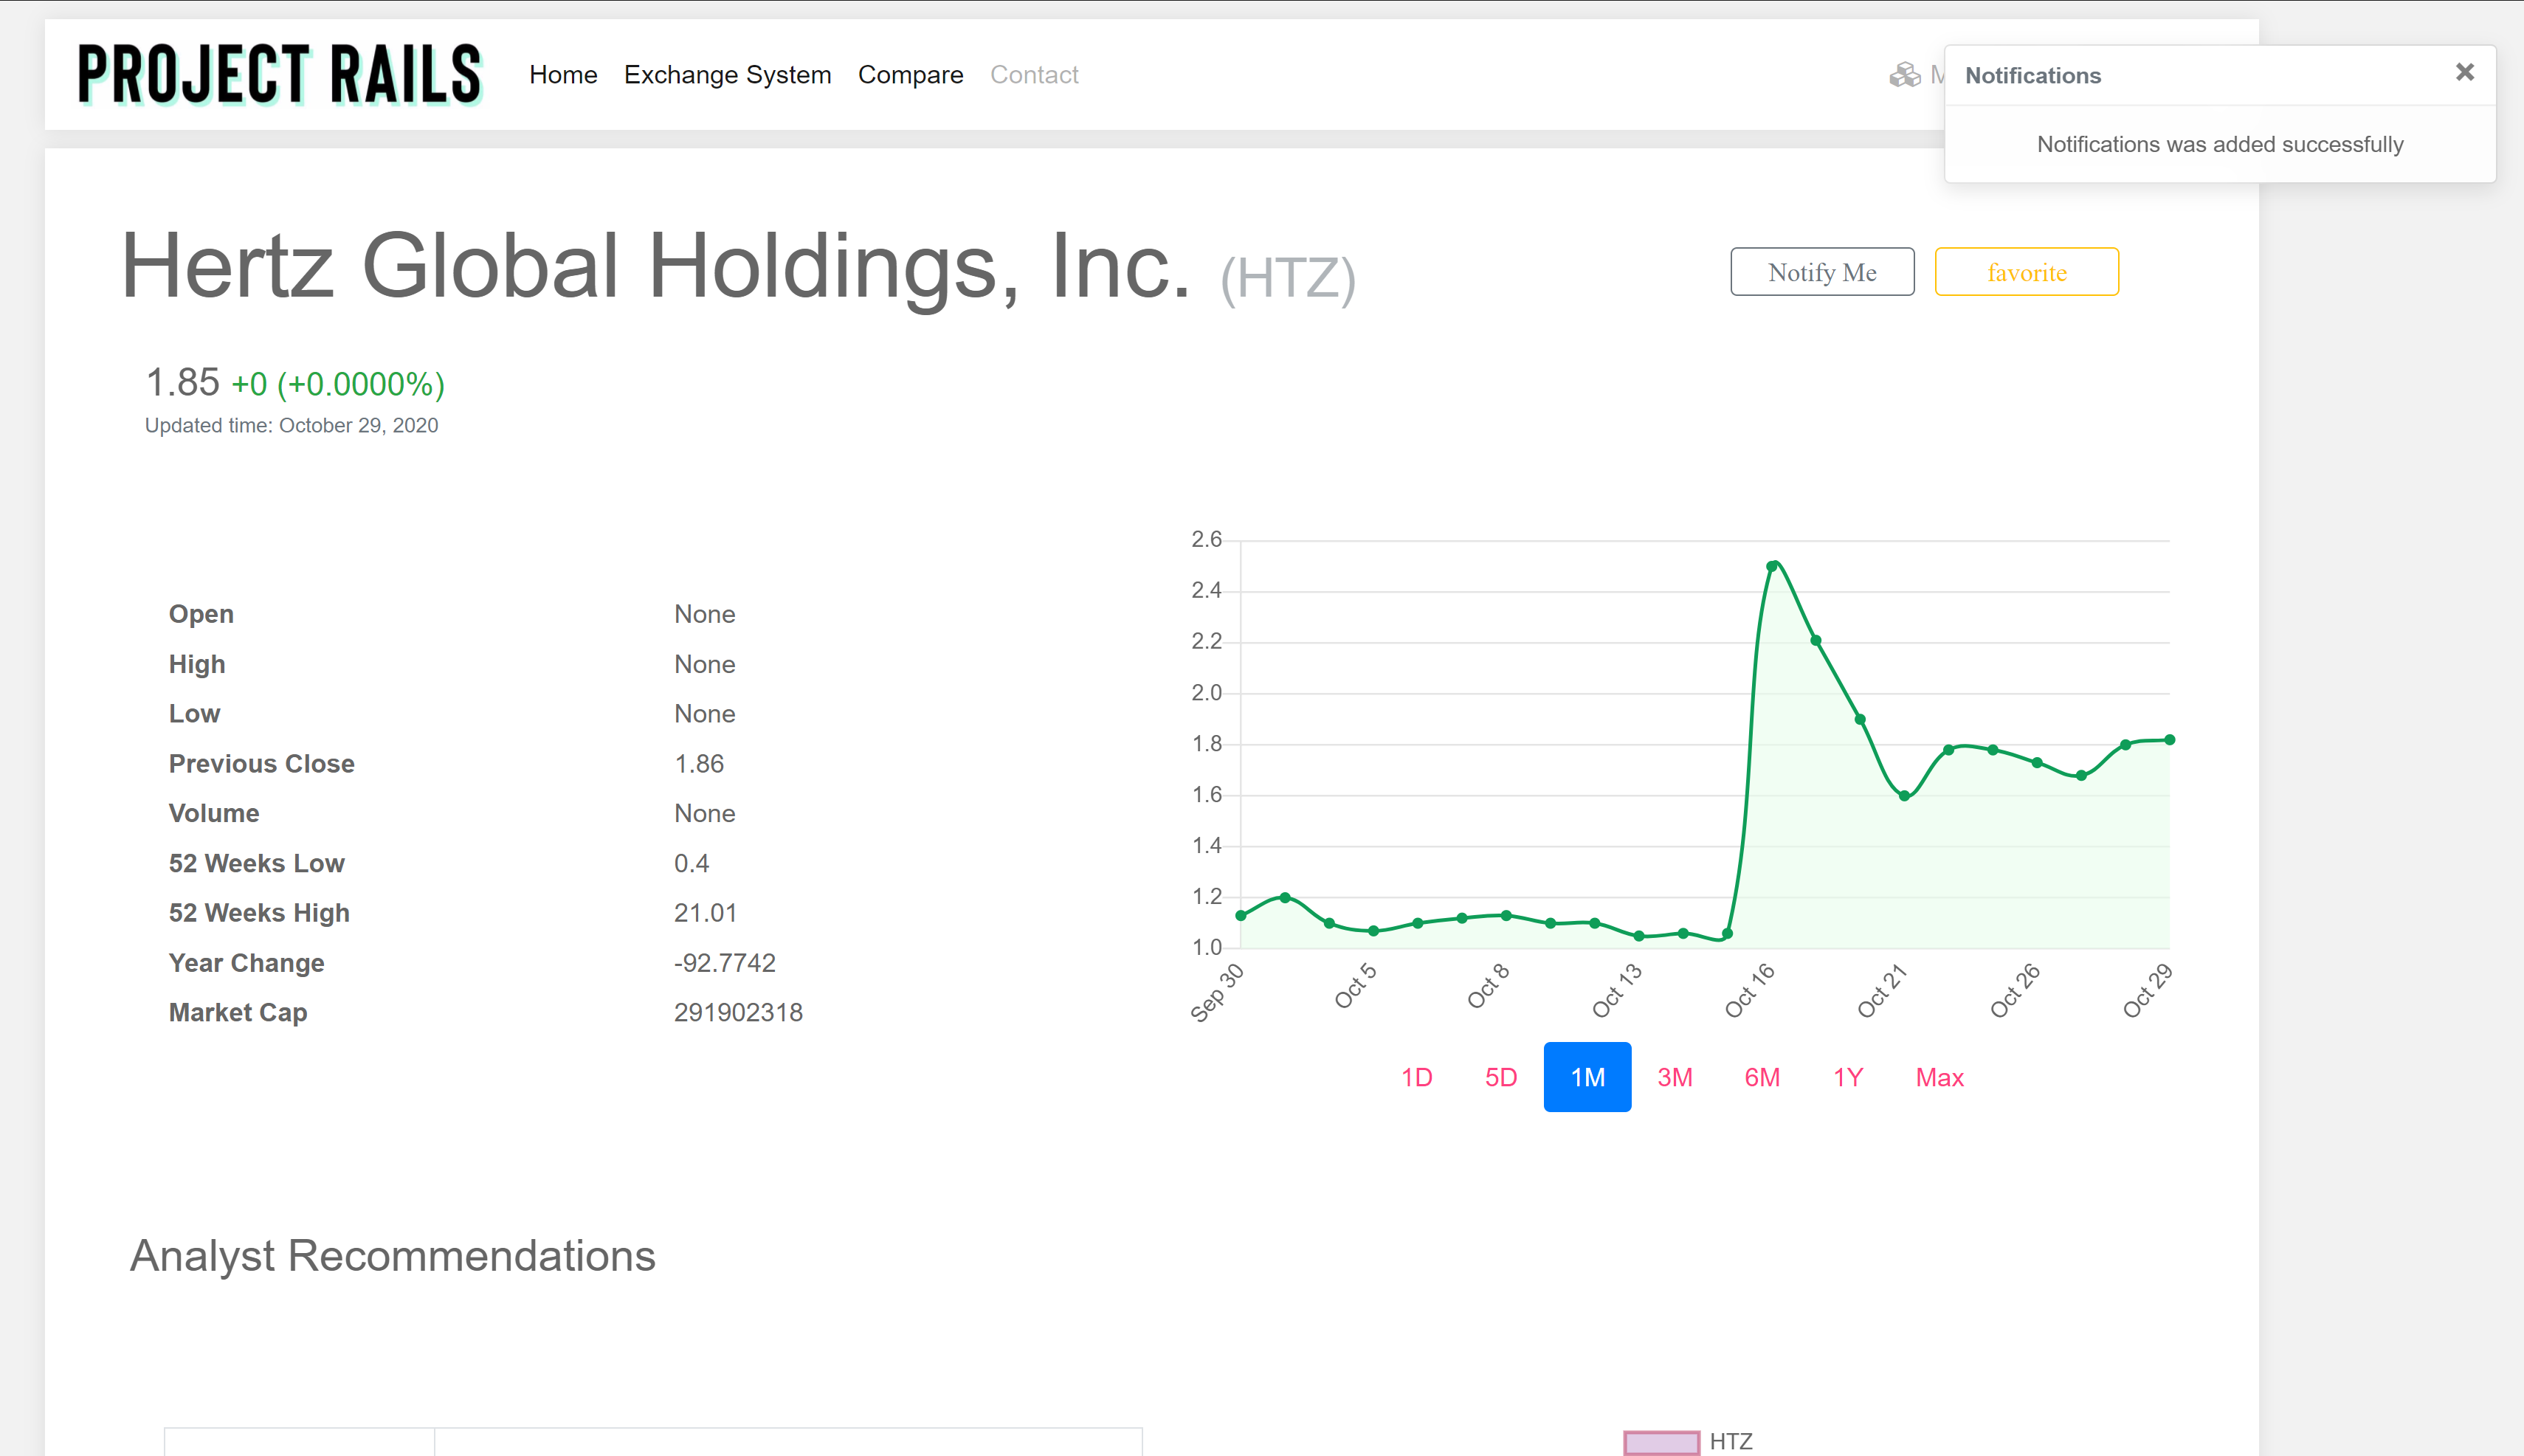 PROJECT RAILS
Home Exchange System Compare Contact
Notifications
Notifications was added successfully
Hertz Global Holdings, Inc. (HTZ)
Notify Me favorite
1.85 +0 (+0.0000%)
Updated time: October 29, 2020
Open None
High None
Low None
Previous Close 1.86
Volume None
52 Weeks Low 0.4
52 Weeks High 21.01
Year Change -92.7742
Market Cap 291902318
2.6
2.4
2.2
2.0
1.8
1.6
1.4
1.2
1.0
Sep 30 Oct 5 Oct 8 Oct 13 Oct 16 Oct 21 Oct 26 Oct 29
1D 5D 1M 3M 6M 1Y Max
Analyst Recommendations
HTZ